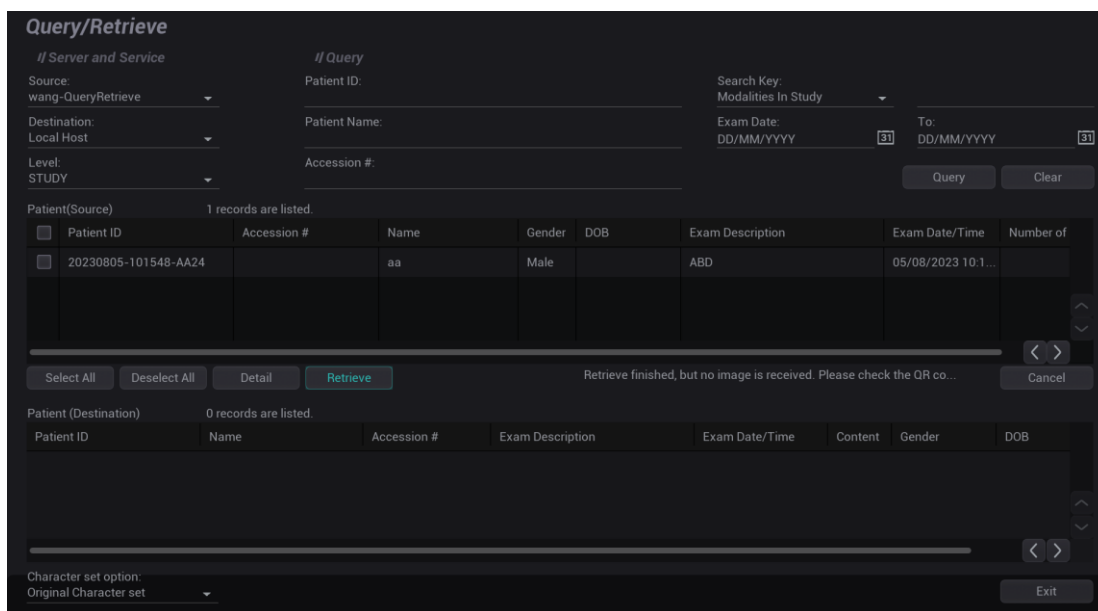 Query/Retrieve
// Server and Service
// Query
Source:
wang-QueryRetrieve
Patient ID:
Search Key:
Modalities In Study
Destination:
Local Host
Patient Name:
Exam Date:
DD/MM/YYYY
31
To:
DD/MM/YYYY
31
Level:
STUDY
Accession #:
Query
Clear
Patient(Source)
1 records are listed.
Patient ID Accession # Name Gender DOB Exam Description Exam Date/Time Number of
20230805-101548-AA24 aa Male ABD 05/08/2023 10:1...
Select All
Deselect All
Detail
Retrieve
Retrieve finished, but no image is received. Please check the QR co...
Cancel
Patient (Destination)
0 records are listed.
Patient ID Name Accession # Exam Description Exam Date/Time Content Gender DOB
Character set option:
Original Character set
Exit